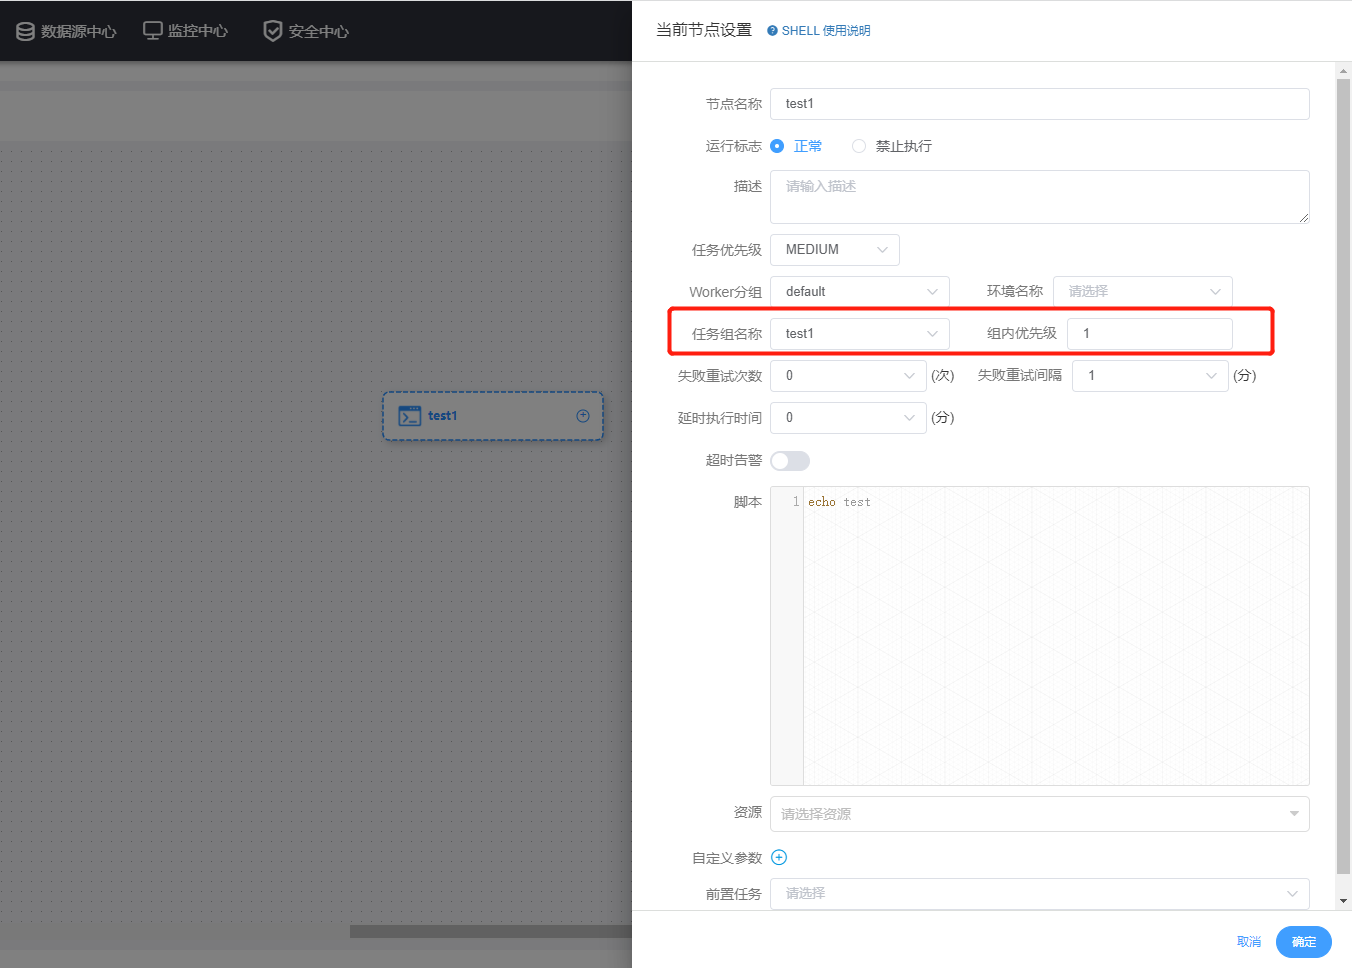 数据源中心 监控中心 安全中心
当前节点设置 SHELL 使用说明
节点名称 test1
运行标志 正常 禁止执行
描述 请输入描述
任务优先级 MEDIUM
Worker分组 default 环境名称 请选择
任务组名称 test1 组内优先级 1
失败重试次数 0 (次) 失败重试间隔 1 (分)
test1
延时执行时间 0 (分)
超时告警
脚本 1 echo test
资源 请选择资源
自定义参数
前置任务 请选择
取消 确定